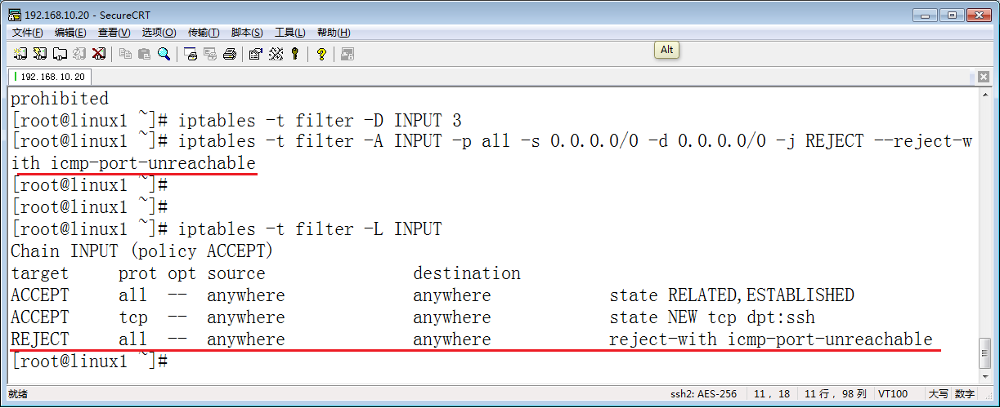 192.168.10.20 - SecureCRT
文件(F) 编辑(E) 查看(V) 选项(O) 传输(T) 脚本(S) 工具(L) 帮助(H)
Alt
192.168.10.20
prohibited
[root@linux1 ~]# iptables -t filter -D INPUT 3
[root@linux1 ~]# iptables -t filter -A INPUT -p all -s 0.0.0.0/0 -d 0.0.0.0/0 -j REJECT --reject-w
ith icmp-port-unreachable
[root@linux1 ~]#
[root@linux1 ~]#
[root@linux1 ~]# iptables -t filter -L INPUT
Chain INPUT (policy ACCEPT)
target prot opt source destination
ACCEPT all -- anywhere anywhere state RELATED,ESTABLISHED
ACCEPT tcp -- anywhere anywhere state NEW tcp dpt:ssh
REJECT all -- anywhere anywhere reject-with icmp-port-unreachable
[root@linux1 ~]#
就绪 ssh2: AES-256 11, 18 11 行, 98 列 VT100 大写 数字